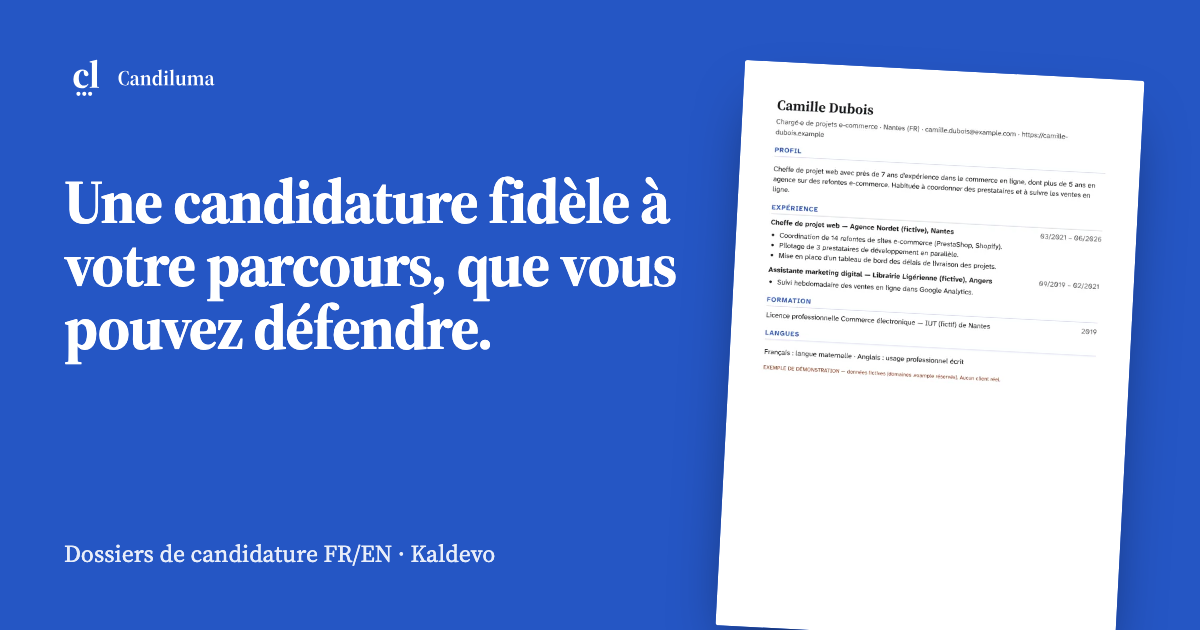 cl
Candiluma
Une candidature fidèle à
votre parcours, que vous
pouvez défendre.
Dossiers de candidature FR/EN · Kaldevo
Camille Dubois
Chargé·e de projets e-commerce · Nantes (FR) · camille.dubois@example.com · https://camille-
dubois.example
PROFIL
Cheffe de projet web avec près de 7 ans d'expérience dans le commerce en ligne, dont plus de 5 ans en
agence sur des refontes e-commerce. Habituée à coordonner des prestataires et à suivre les ventes en
ligne.
EXPÉRIENCE
Cheffe de projet web — Agence Nordet (fictive), Nantes 03/2021 – 06/2026
• Coordination de 14 refontes de sites e-commerce (PrestaShop, Shopify).
• Pilotage de 3 prestataires de développement en parallèle.
• Mise en place d'un tableau de bord des délais de livraison des projets.
Assistante marketing digital — Librairie Ligérienne (fictive), Angers 09/2019 – 02/2021
• Suivi hebdomadaire des ventes en ligne dans Google Analytics.
FORMATION
Licence professionnelle Commerce électronique — IUT (fictif) de Nantes 2019
LANGUES
Français : langue maternelle · Anglais : usage professionnel écrit
EXEMPLE DE DÉMONSTRATION — données fictives (domaines .example réservés). Aucun client réel.